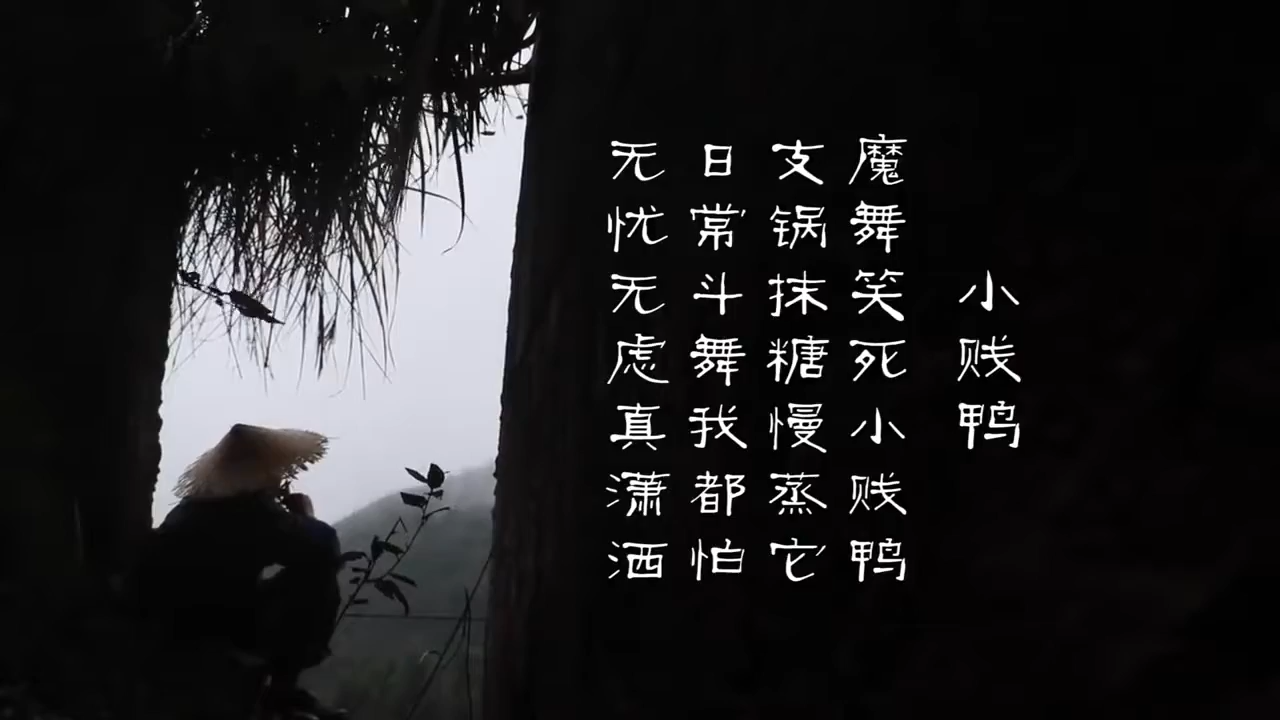 小贱鸭
魔舞笑死小贱鸭
支锅抹糖慢蒸它
日常斗舞我都怕
无忧无虑真潇洒